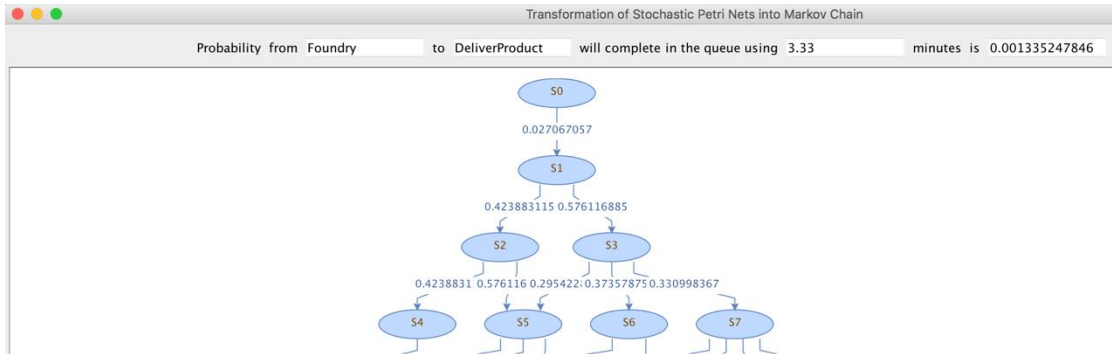 Transformation of Stochastic Petri Nets into Markov Chain
Probability from Foundry to DeliverProduct will complete in the queue using 3.33 minutes is 0.001335247846
S0
0.027067057
S1
0.423883115 0.576116885
S2 S3
0.4238831 0.576116 0.295422 0.37357875 0.330998367
S4 S5 S6 S7